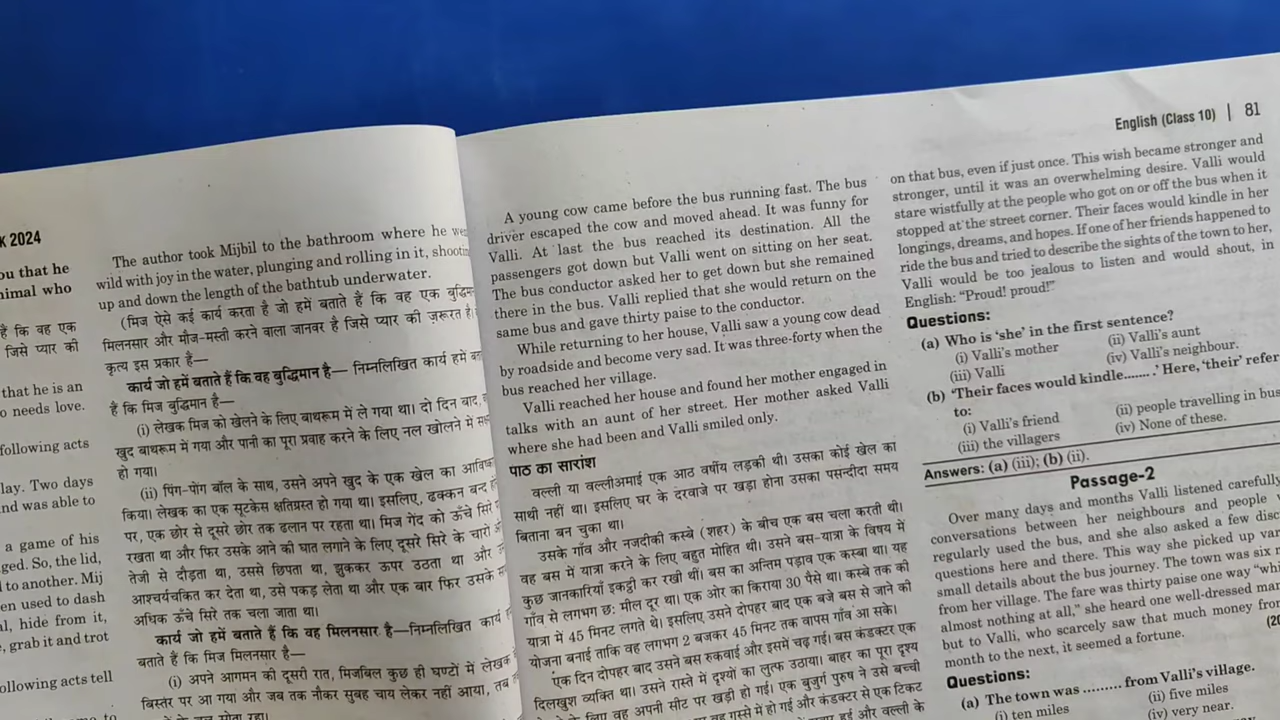 K 2024
ou that he
nimal who
हैं कि वह एक
जिसे प्यार की
that he is an
o needs love.
following acts
lay. Two days
nd was able to
a game of his
ged. So, the lid,
l to another. Mij
en used to dash
al, hide from it,
, grab it and trot
ollowing acts tell
The author took Mijbil to the bathroom where he
wild with joy in the water, plunging and rolling in it,
up and down the length of the bathtub underwater.
(मिज ऐसे कई कार्य करता है जो हमें बताते हैं कि वह एक
मिलनसार और मौज-मस्ती करने वाला जानवर है जिसे प्यार की ज़रूरत है।
कृत्य इस प्रकार है—
कार्य जो हमें बताते हैं कि वह बुद्धिमान है— निम्नलिखित कार्य हमें
हैं कि मिज बुद्धिमान है—
(i) लेखक मिज को खेलने के लिए बाथरूम में ले गया था। दो दिन बाद,
खुद बाथरूम में गया और पानी का पूरा प्रवाह करने के लिए नल खोलने में
हो गया।
(ii) पिंग-पोंग बॉल के साथ, उसने अपने खुद के एक खेल का
किया। लेखक का एक सूटकेस क्षतिग्रस्त हो गया था। इसलिए, ढक्कन बन्द
पर, एक छोर से दूसरे छोर तक ढलान पर रहता था। मिज गेंद को ऊँचे सिरे
रखता था और फिर उसके आने की घात लगाने के लिए दूसरे सिरे के चारों
तेजी से दौड़ता था, उससे छिपता था, झुककर ऊपर उठता था और
आश्चर्यचकित कर देता था, उसे पकड़ लेता था और एक बार फिर उसके
अधिक ऊँचे सिरे तक चला जाता था।
कार्य जो हमें बताते हैं कि वह मिलनसार है—निम्नलिखित कार्य
बताते हैं कि मिज मिलनसार है—
(i) अपने आगमन की दूसरी रात, मिजबिल कुछ ही घण्टों में लेखक
बिस्तर पर आ गया और जब तक नौकर सुबह चाय लेकर नहीं आया, तब
English (Class 10) | 81
A young cow came before the bus running fast. The bus
driver escaped the cow and moved ahead. It was funny for
Valli. At last the bus reached its destination. All the
passengers got down but Valli went on sitting on her seat.
The bus conductor asked her to get down but she remained
there in the bus. Valli replied that she would return on the
same bus and gave thirty paise to the conductor.
While returning to her house, Valli saw a young cow dead
by roadside and become very sad. It was three-forty when the
bus reached her village.
Valli reached her house and found her mother engaged in
talks with an aunt of her street. Her mother asked Valli
where she had been and Valli smiled only.
पाठ का सारांश
वल्ली या वल्लीअमाई एक आठ वर्षीय लड़की थी। उसका कोई खेल का
साथी नहीं था। इसलिए घर के दरवाजे पर खड़ा होना उसका पसन्दीदा समय
बिताना बन चुका था।
उसके गाँव और नजदीकी कस्बे (शहर) के बीच एक बस चला करती थी।
वह बस में यात्रा करने के लिए बहुत मोहित थी। उसने बस-यात्रा के विषय में
कुछ जानकारियाँ इकट्ठी कर रखी थीं। बस का अन्तिम पड़ाव एक कस्बा था। यह
गाँव से लगभग छः मील दूर था। एक ओर का किराया 30 पैसे था। कस्बे तक की
यात्रा में 45 मिनट लगते थे। इसलिए उसने दोपहर बाद एक बजे बस से जाने की
योजना बनाई ताकि वह लगभग 2 बजकर 45 मिनट तक वापस गाँव आ सके।
एक दिन दोपहर बाद उसने बस रुकवाई और इसमें चढ़ गई। बस कंडक्टर एक
दिलखुश व्यक्ति था। उसने रास्ते में दृश्यों का लुत्फ उठाया। बाहर का पूरा दृश्य
के लिए वह अपनी सीट पर खड़ी हो गई। एक बुजुर्ग पुरुष ने उसे बच्ची
वह गुस्से में हो गई और कंडक्टर से एक टिकट
on that bus, even if just once. This wish became stronger and
stronger, until it was an overwhelming desire. Valli would
stare wistfully at the people who got on or off the bus when it
stopped at the street corner. Their faces would kindle in her
longings, dreams, and hopes. If one of her friends happened to
ride the bus and tried to describe the sights of the town to her,
Valli would be too jealous to listen and would shout, in
English: “Proud! proud!”
Questions:
(a) Who is ‘she’ in the first sentence?
(i) Valli’s mother (ii) Valli’s aunt
(iii) Valli (iv) Valli’s neighbour.
(b) ‘Their faces would kindle....... .’ Here, ‘their’ refer
to:
(i) Valli’s friend (ii) people travelling in bus
(iii) the villagers (iv) None of these.
Answers: (a) (iii); (b) (ii).
Passage-2
Over many days and months Valli listened carefully
conversations between her neighbours and people
regularly used the bus, and she also asked a few disc
questions here and there. This way she picked up var
small details about the bus journey. The town was six
from her village. The fare was thirty paise one way “whi
almost nothing at all,” she heard one well-dressed man
but to Valli, who scarcely saw that much money from
month to the next, it seemed a fortune.
Questions:
(a) The town was ......... from Valli’s village.
(i) ten miles (ii) five miles
(iv) very near.